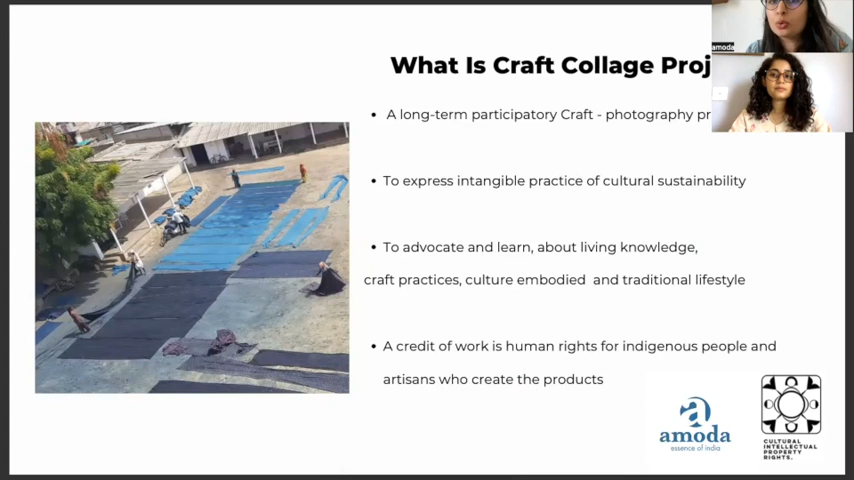 What Is Craft Collage Proj
A long-term participatory Craft - photography pr
To express intangible practice of cultural sustainability
To advocate and learn, about living knowledge,
craft practices, culture embodied and traditional lifestyle
A credit of work is human rights for indigenous people and
artisans who create the products
amoda
amoda
essence of india
CULTURAL
INTELLECTUAL
PROPERTY
RIGHTS.